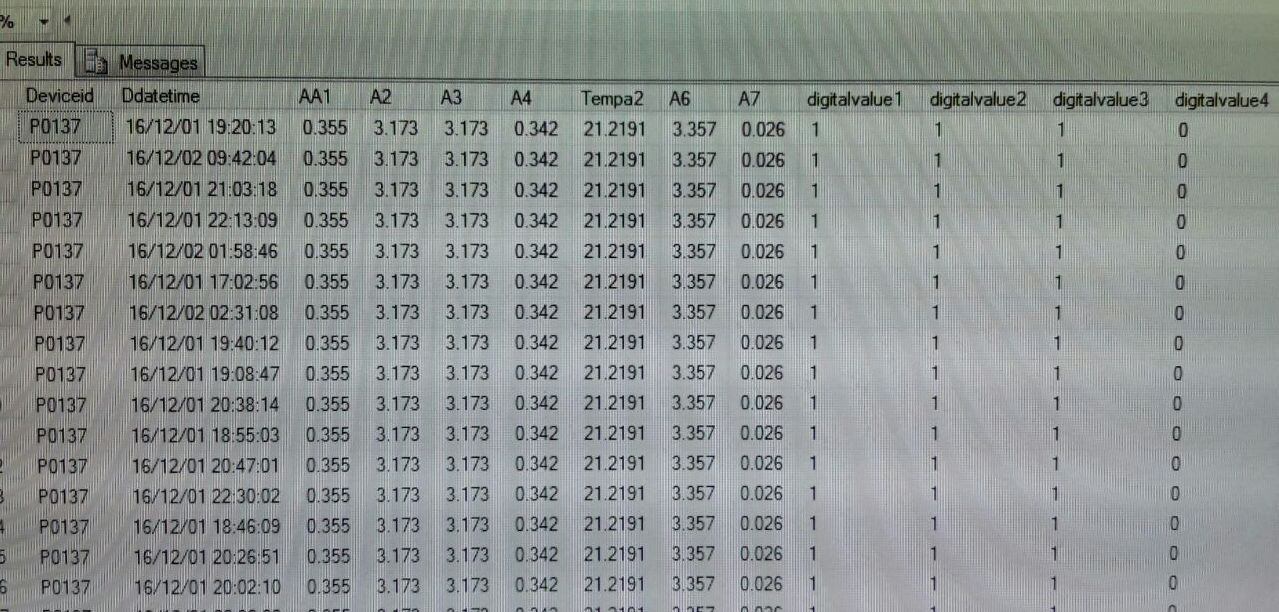 %
Results Messages
Deviceid Ddatetime AA1 A2 A3 A4 Tempa2 A6 A7 digitalvalue1 digitalvalue2 digitalvalue3 digitalvalue4
P0137 16/12/01 19:20:13 0.355 3.173 3.173 0.342 21.2191 3.357 0.026 1 1 1 0
P0137 16/12/02 09:42:04 0.355 3.173 3.173 0.342 21.2191 3.357 0.026 1 1 1 0
P0137 16/12/01 21:03:18 0.355 3.173 3.173 0.342 21.2191 3.357 0.026 1 1 1 0
P0137 16/12/01 22:13:09 0.355 3.173 3.173 0.342 21.2191 3.357 0.026 1 1 1 0
P0137 16/12/02 01:58:46 0.355 3.173 3.173 0.342 21.2191 3.357 0.026 1 1 1 0
P0137 16/12/01 17:02:56 0.355 3.173 3.173 0.342 21.2191 3.357 0.026 1 1 1 0
P0137 16/12/02 02:31:08 0.355 3.173 3.173 0.342 21.2191 3.357 0.026 1 1 1 0
P0137 16/12/01 19:40:12 0.355 3.173 3.173 0.342 21.2191 3.357 0.026 1 1 1 0
P0137 16/12/01 19:08:47 0.355 3.173 3.173 0.342 21.2191 3.357 0.026 1 1 1 0
P0137 16/12/01 20:38:14 0.355 3.173 3.173 0.342 21.2191 3.357 0.026 1 1 1 0
P0137 16/12/01 18:55:03 0.355 3.173 3.173 0.342 21.2191 3.357 0.026 1 1 1 0
2 P0137 16/12/01 20:47:01 0.355 3.173 3.173 0.342 21.2191 3.357 0.026 1 1 1 0
3 P0137 16/12/01 22:30:02 0.355 3.173 3.173 0.342 21.2191 3.357 0.026 1 1 1 0
4 P0137 16/12/01 18:46:09 0.355 3.173 3.173 0.342 21.2191 3.357 0.026 1 1 1 0
5 P0137 16/12/01 20:26:51 0.355 3.173 3.173 0.342 21.2191 3.357 0.026 1 1 1 0
6 P0137 16/12/01 20:02:10 0.355 3.173 3.173 0.342 21.2191 3.357 0.026 1 1 1 0